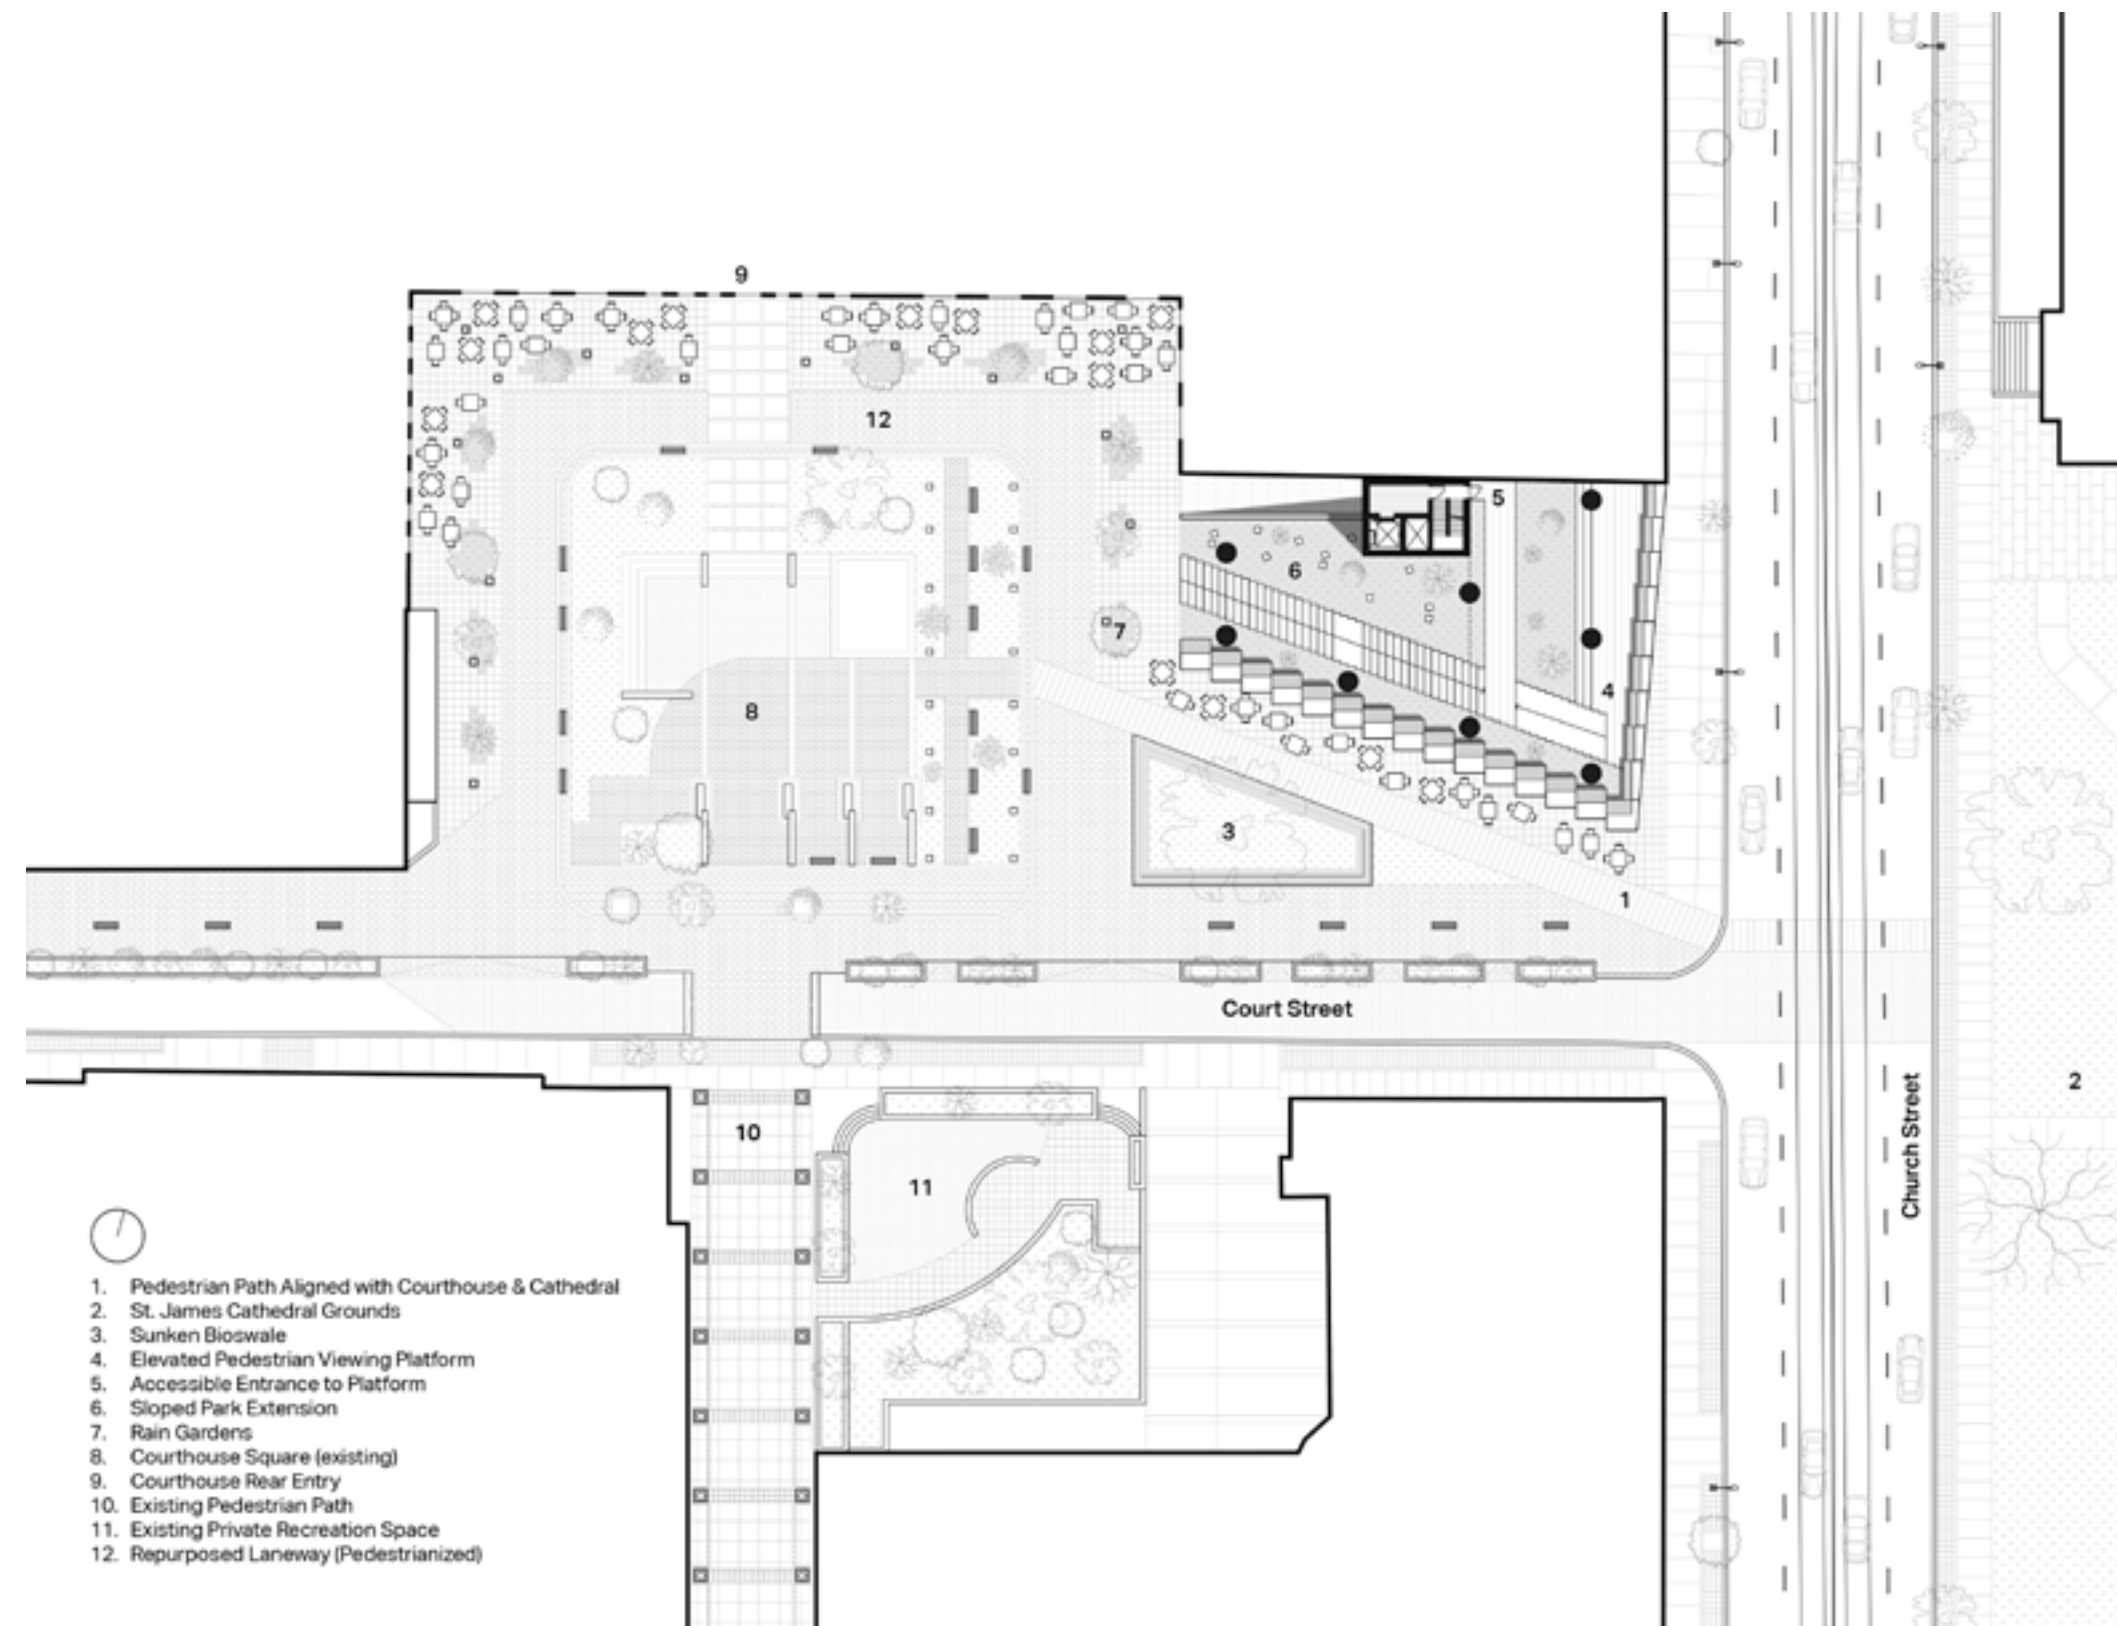 9
12
5
6
7
4
8
3
1
Court Street
2
Church Street
10
11
1. Pedestrian Path Aligned with Courthouse & Cathedral
2. St. James Cathedral Grounds
3. Sunken Bioswale
4. Elevated Pedestrian Viewing Platform
5. Accessible Entrance to Platform
6. Sloped Park Extension
7. Rain Gardens
8. Courthouse Square (existing)
9. Courthouse Rear Entry
10. Existing Pedestrian Path
11. Existing Private Recreation Space
12. Repurposed Laneway (Pedestrianized)